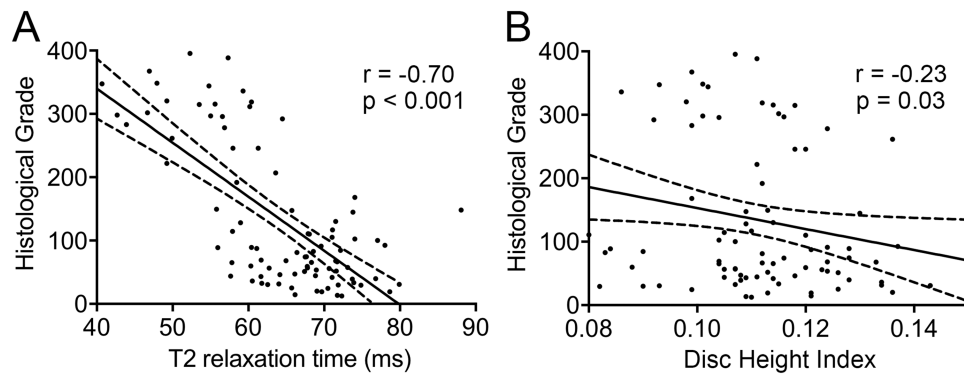 A
Histological Grade
400
300
200
100
0
r = -0.70
p < 0.001
40 50 60 70 80 90
T2 relaxation time (ms)
B
Histological Grade
400
300
200
100
0
r = -0.23
p = 0.03
0.08 0.10 0.12 0.14
Disc Height Index